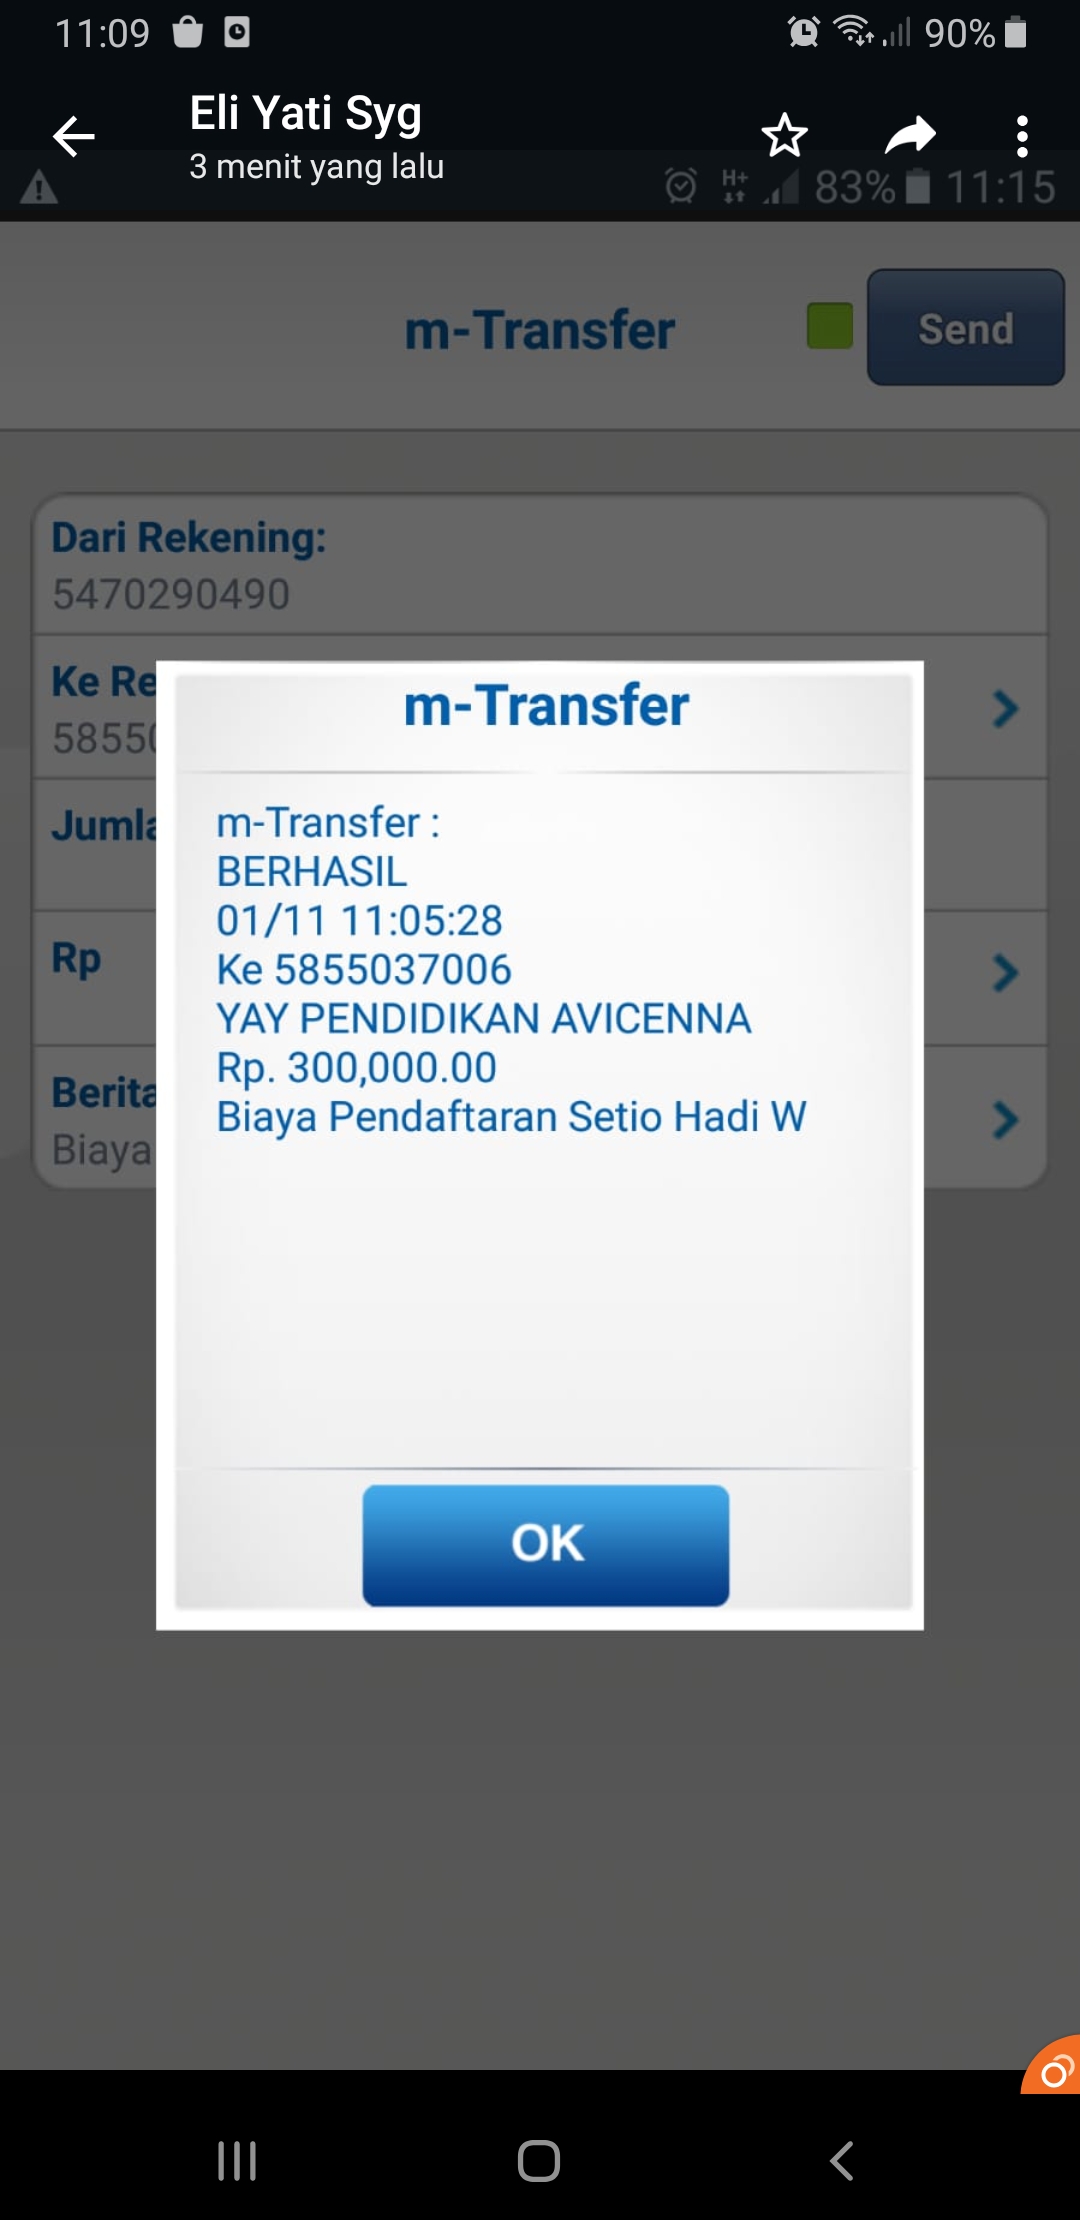 11:09 90%
Eli Yati Syg
3 menit yang lalu
H+ 83% 11:15
m-Transfer Send
Dari Rekening:
5470290490
Ke Re
58550
Jumla
Rp
Berita
Biaya
m-Transfer
m-Transfer :
BERHASIL
01/11 11:05:28
Ke 5855037006
YAY PENDIDIKAN AVICENNA
Rp. 300,000.00
Biaya Pendaftaran Setio Hadi W
OK